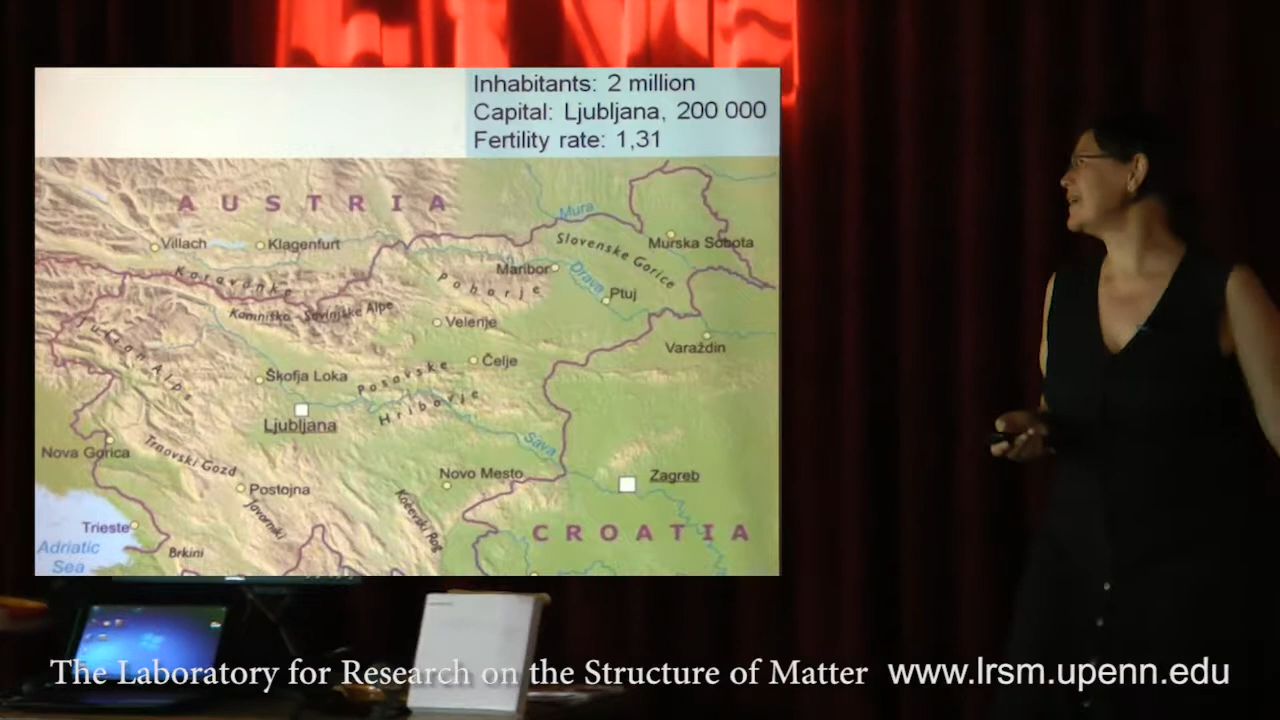 Inhabitants: 2 million
Capital: Ljubljana, 200 000
Fertility rate: 1,31
AUSTRIA
Mura
Slovenske Gorice
Murska Sobota
Villach
Klagenfurt
Karavanke
Maribor
Pohorje
Drava
Ptuj
Kamniško - Savinjske Alpe
Velenje
Julian Alps
Varaždin
Čelje
Škofja Loka
Posavske
Hribovje
Ljubljana
Sava
Nova Gorica
Trnovski Gozd
Novo Mesto
Zagreb
Postojna
Javorniki
Kočevski Rog
CROATIA
Trieste
Adriatic
Sea
Brkini
The Laboratory for Research on the Structure of Matter www.lrsm.upenn.edu